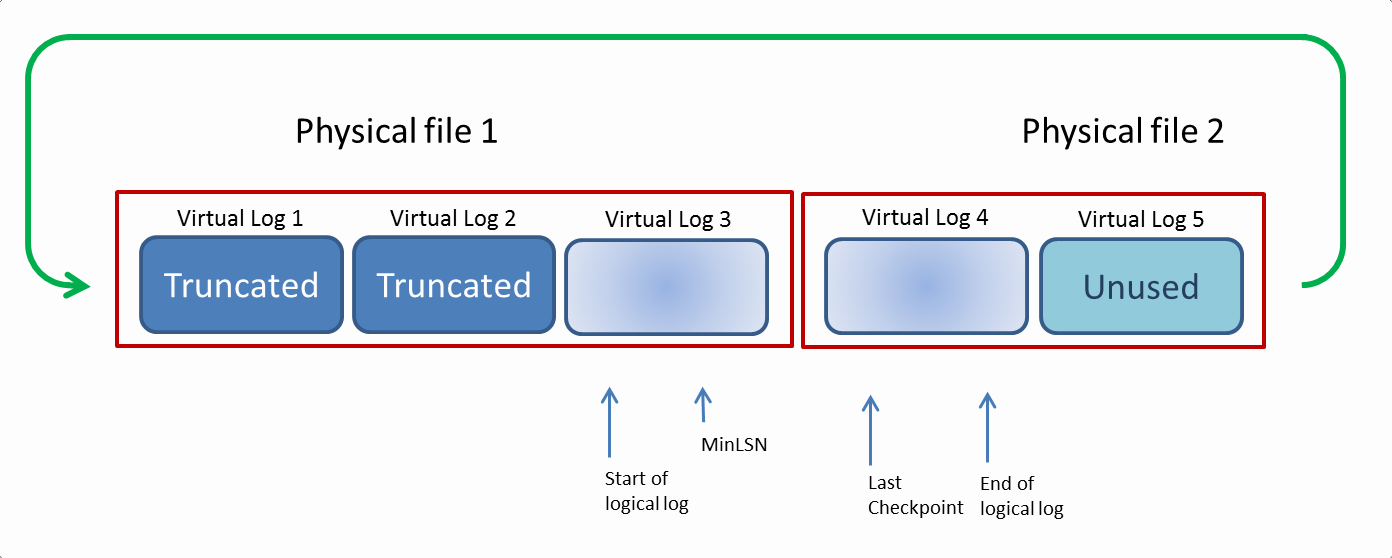 Physical file 1
Physical file 2
Virtual Log 1
Virtual Log 2
Virtual Log 3
Virtual Log 4
Virtual Log 5
Truncated
Truncated
Unused
MinLSN
Start of
logical log
Last
Checkpoint
End of
logical log